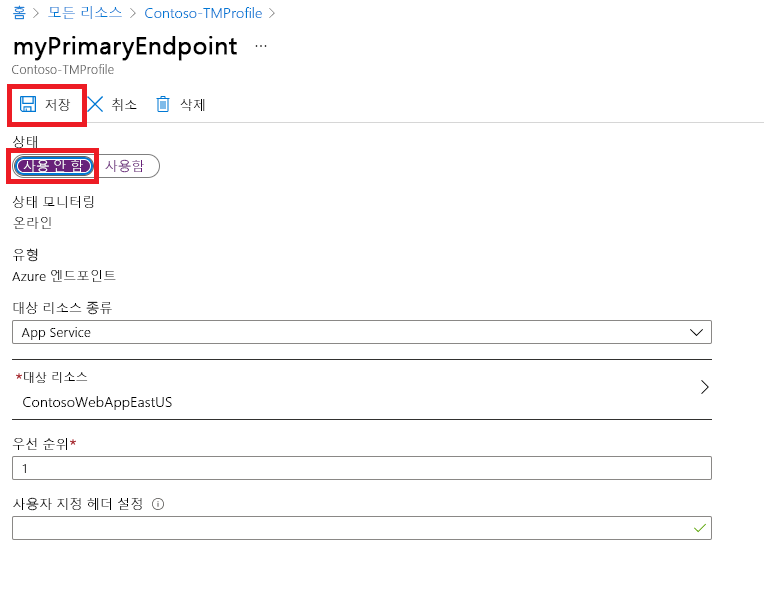 홈 > 모든 리소스 > Contoso-TMProfile >
myPrimaryEndpoint ...
Contoso-TMProfile
저장 취소 삭제
상태
사용 안 함 사용함
상태 모니터링
온라인
유형
Azure 엔드포인트
대상 리소스 종류
App Service
*대상 리소스
ContosoWebAppEastUS
우선 순위*
1
사용자 지정 헤더 설정